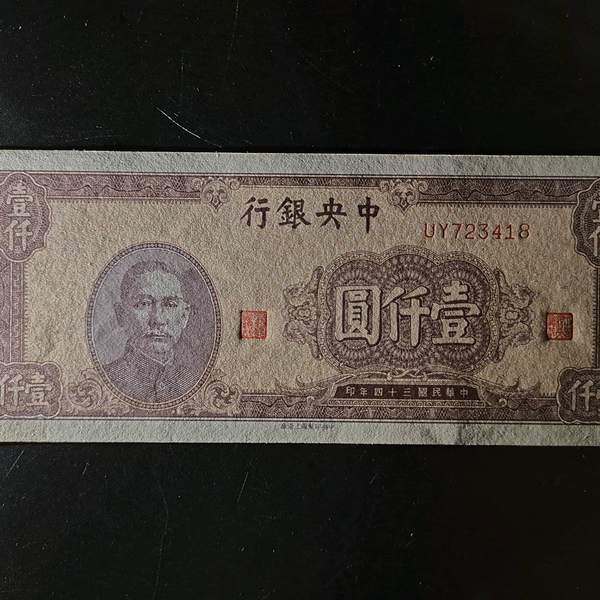 壹仟
中央銀行
UY723418
壹仟圓
中華民國三十四年印
壹仟